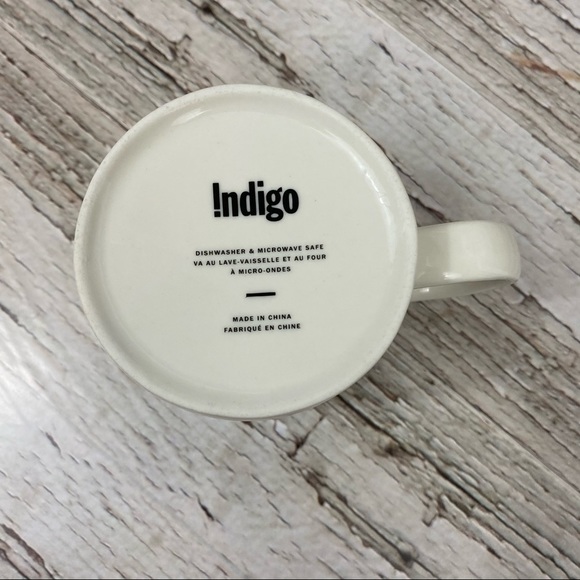 !ndigo
DISHWASHER & MICROWAVE SAFE
VA AU LAVE-VAISSELLE ET AU FOUR
À MICRO-ONDES
MADE IN CHINA
FABRIQUÉ EN CHINE